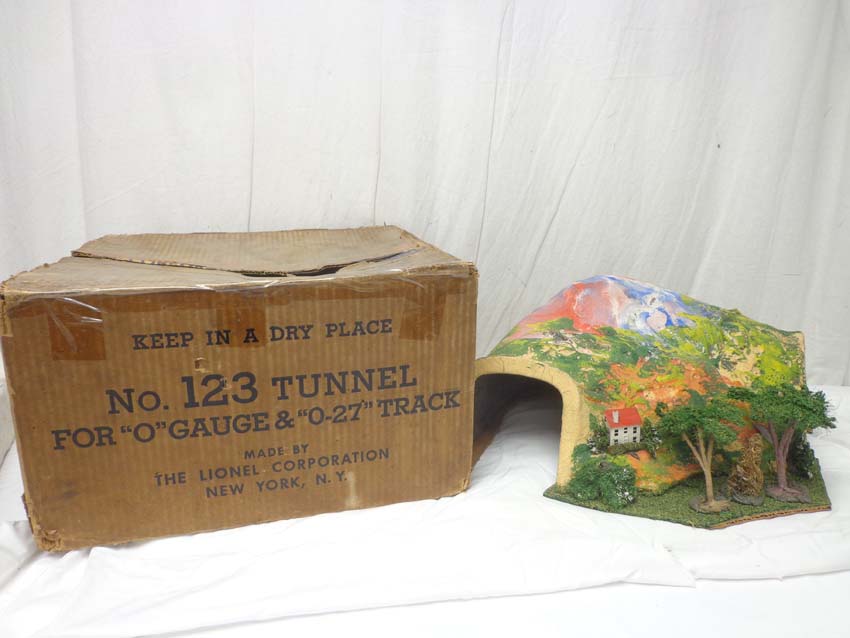 KEEP IN A DRY PLACE
No. 123 TUNNEL
FOR "O" GAUGE & "O-27" TRACK
MADE BY
THE LIONEL CORPORATION
NEW YORK, N.Y.